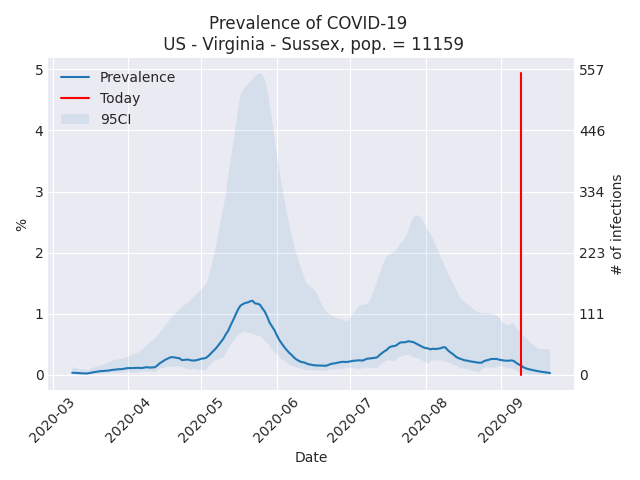 Prevalence of COVID-19
US - Virginia - Sussex, pop. = 11159
Prevalence
Today
95CI
5
4
3
2
1
0
%
557
446
334
223
111
0
# of infections
2020-03
2020-04
2020-05
2020-06
2020-07
2020-08
2020-09
Date